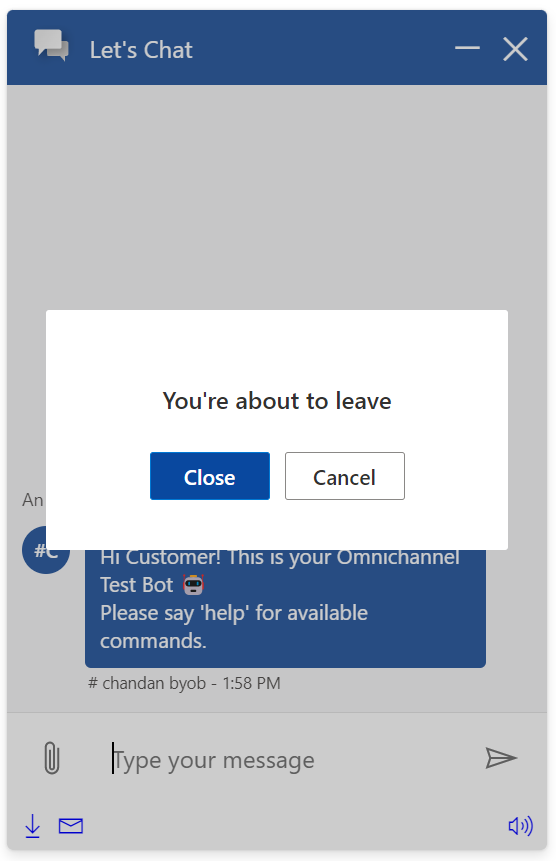 Let's Chat
You're about to leave
Close Cancel
An
#C
Hi Customer! This is your Omnichannel
Test Bot 🤖
Please say 'help' for available
commands.
# chandan byob - 1:58 PM
Type your message